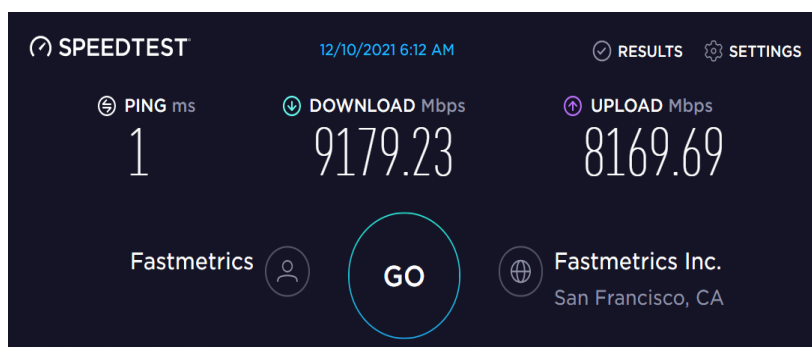 SPEEDTEST
12/10/2021 6:12 AM
RESULTS
SETTINGS
PING ms
DOWNLOAD Mbps
UPLOAD Mbps
1
9179.23
8169.69
Fastmetrics
GO
Fastmetrics Inc.
San Francisco, CA